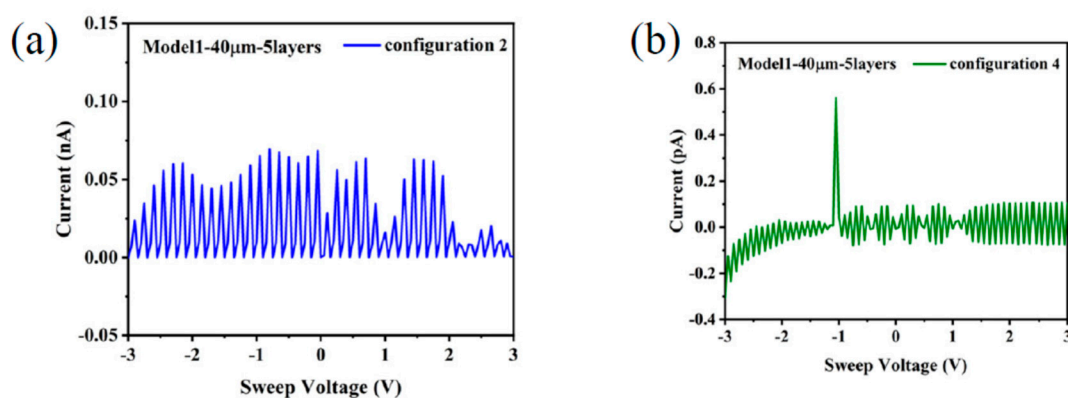 (a)
Model1-40μm-5layers
configuration 2
Current (nA)
0.15
0.10
0.05
0.00
-0.05
-3 -2 -1 0 1 2 3
Sweep Voltage (V)
(b)
Model1-40μm-5layers
configuration 4
Current (pA)
0.8
0.6
0.4
0.2
0.0
-0.2
-0.4
-3 -2 -1 0 1 2 3
Sweep Voltage (V)